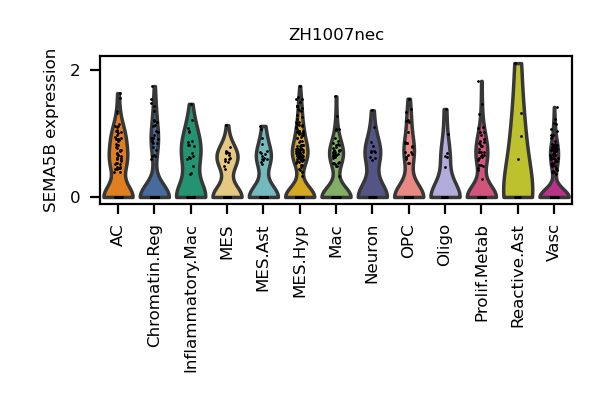 ZH1007nec
SEMA5B expression
2
0
AC
Chromatin.Reg
Inflammatory.Mac
MES
MES.Ast
MES.Hyp
Mac
Neuron
OPC
Oligo
Prolif.Metab
Reactive.Ast
Vasc